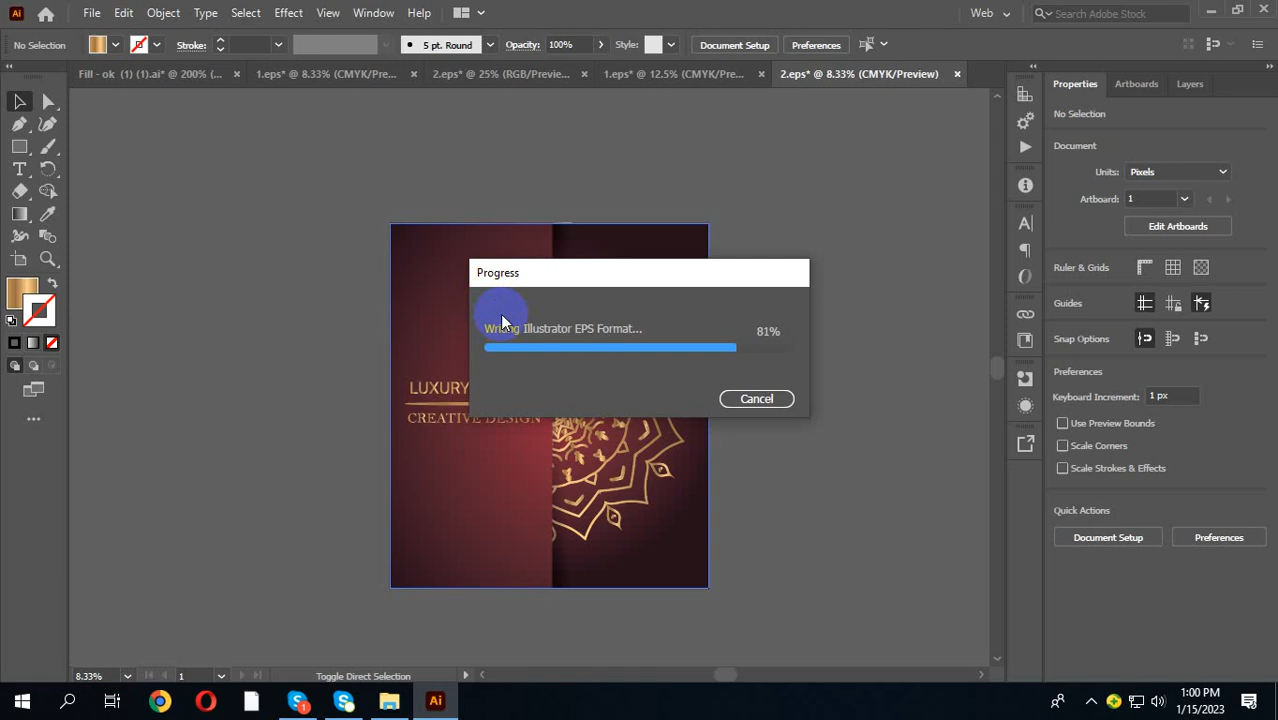 Ai File Edit Object Type Select Effect View Window Help Web Search Adobe Stock
No Selection Stroke: 5 pt. Round Opacity: 100% Style: Document Setup Preferences
Fill - ok (1) (1).ai* @ 200% (... 1.eps* @ 8.33% (CMYK/Pre... 2.eps* @ 25% (RGB/Previe... 1.eps* @ 12.5% (CMYK/Pre... 2.eps* @ 8.33% (CMYK/Preview)
Properties Artboards Layers
No Selection
Document
Units: Pixels
Artboard: 1
Edit Artboards
Ruler & Grids
Guides
Snap Options
Preferences
Keyboard Increment: 1 px
Use Preview Bounds
Scale Corners
Scale Strokes & Effects
Quick Actions
Document Setup Preferences
Progress
Writing Illustrator EPS Format...
81%
Cancel
LUXURY
CREATIVE DESIGN
8.33% 1 Toggle Direct Selection
1 Ai
1:00 PM
1/15/2023